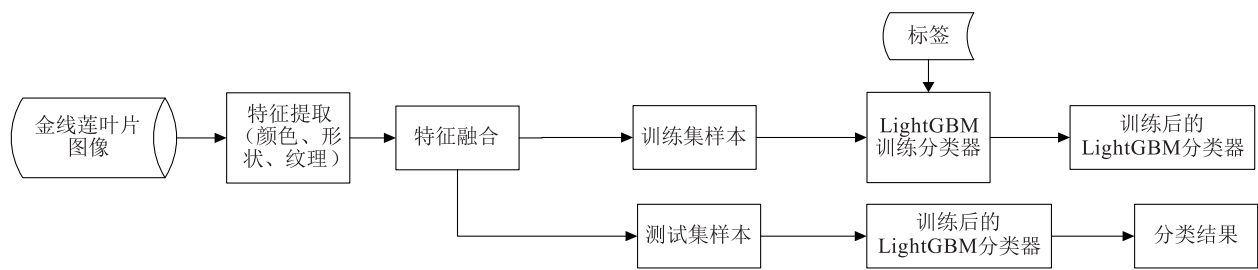 标签
金线莲叶片
图像
特征提取
（颜色、形
状、纹理）
特征融合
训练集样本
LightGBM
训练分类器
训练后的
LightGBM分类器
测试集样本
训练后的
LightGBM分类器
分类结果